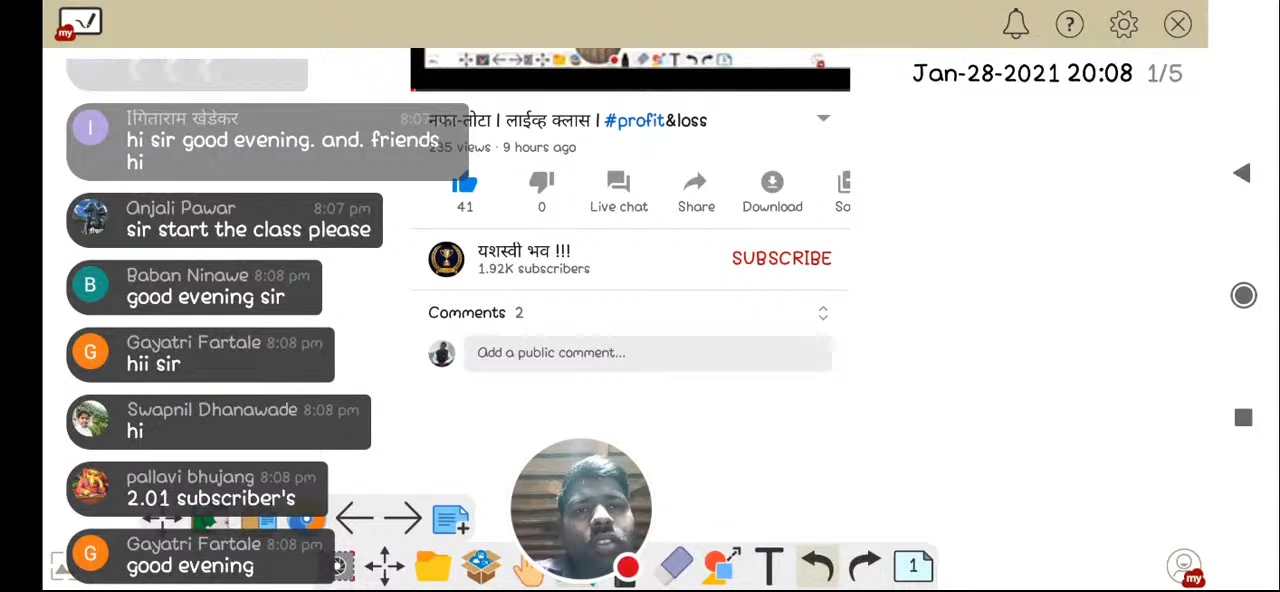 my
Jan-28-2021 20:08 1/5
गिताराम खेडेकर 8:07
hi sir good evening. and. friends
hi
Anjali Pawar 8:07 pm
sir start the class please
B
Baban Ninawe 8:08 pm
good evening sir
G
Gayatri Fartale 8:08 pm
hii sir
Swapnil Dhanawade 8:08 pm
hi
pallavi bhujang 8:08 pm
2.01 subscriber's
G
Gayatri Fartale 8:08 pm
good evening
नफा-तोटा | लाईव्ह क्लास | #profit&loss
views · 9 hours ago
41
0
Live chat
Share
Download
यशस्वी भव !!!
1.92K subscribers
SUBSCRIBE
Comments 2
Add a public comment...
T
1
my